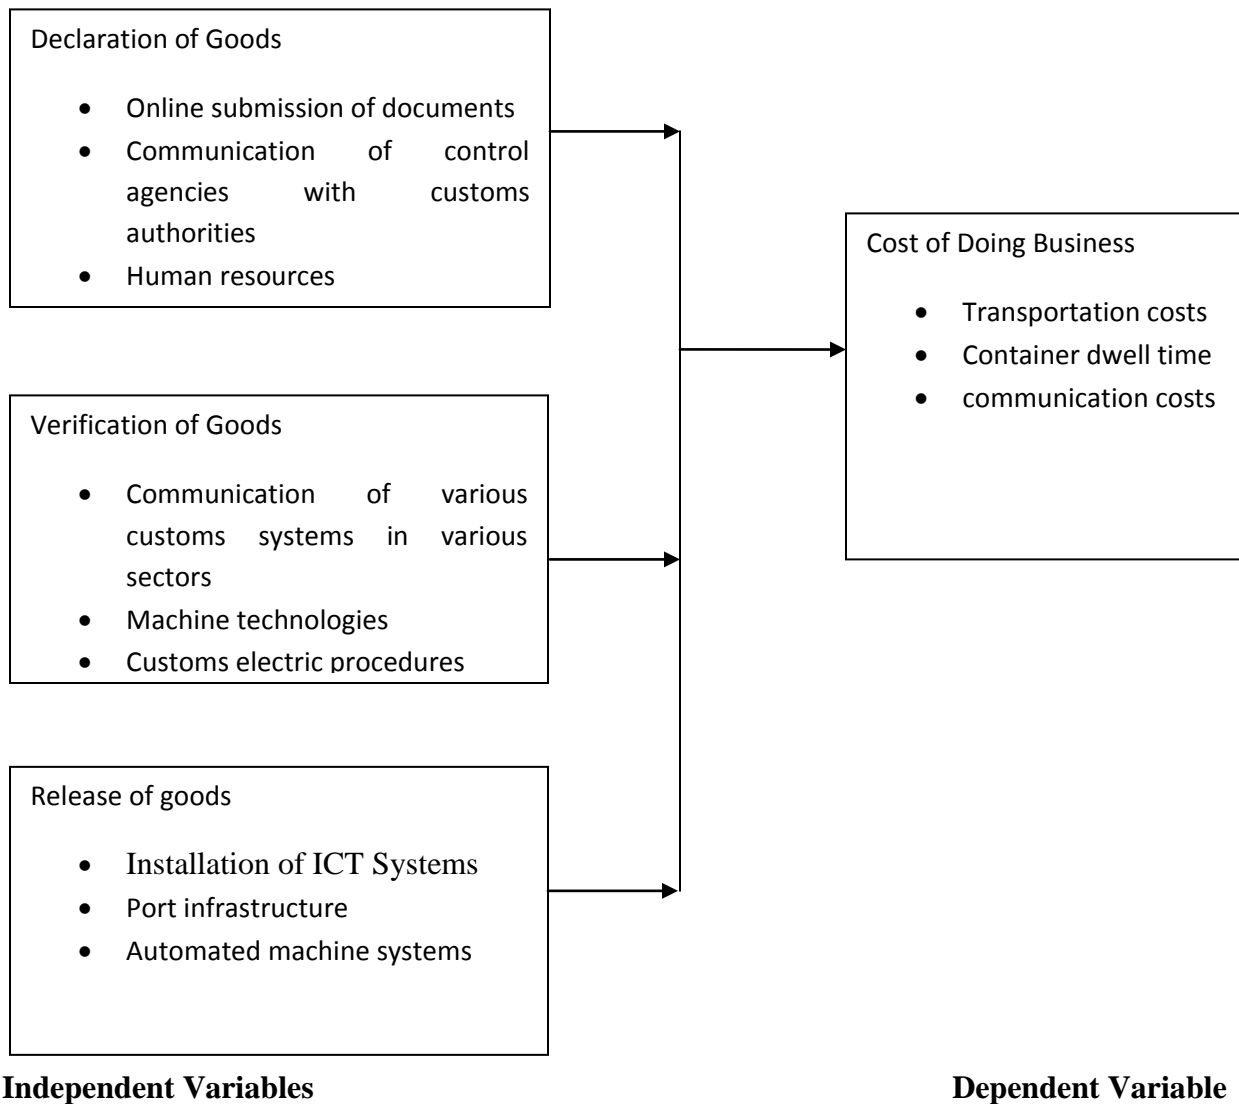 Declaration of Goods
• Online submission of documents
• Communication of control
agencies with customs
authorities
• Human resources
Cost of Doing Business
• Transportation costs
• Container dwell time
• communication costs
Verification of Goods
• Communication of various
customs systems in various
sectors
• Machine technologies
• Customs electric procedures
Release of goods
• Installation of ICT Systems
• Port infrastructure
• Automated machine systems
Independent Variables
Dependent Variable